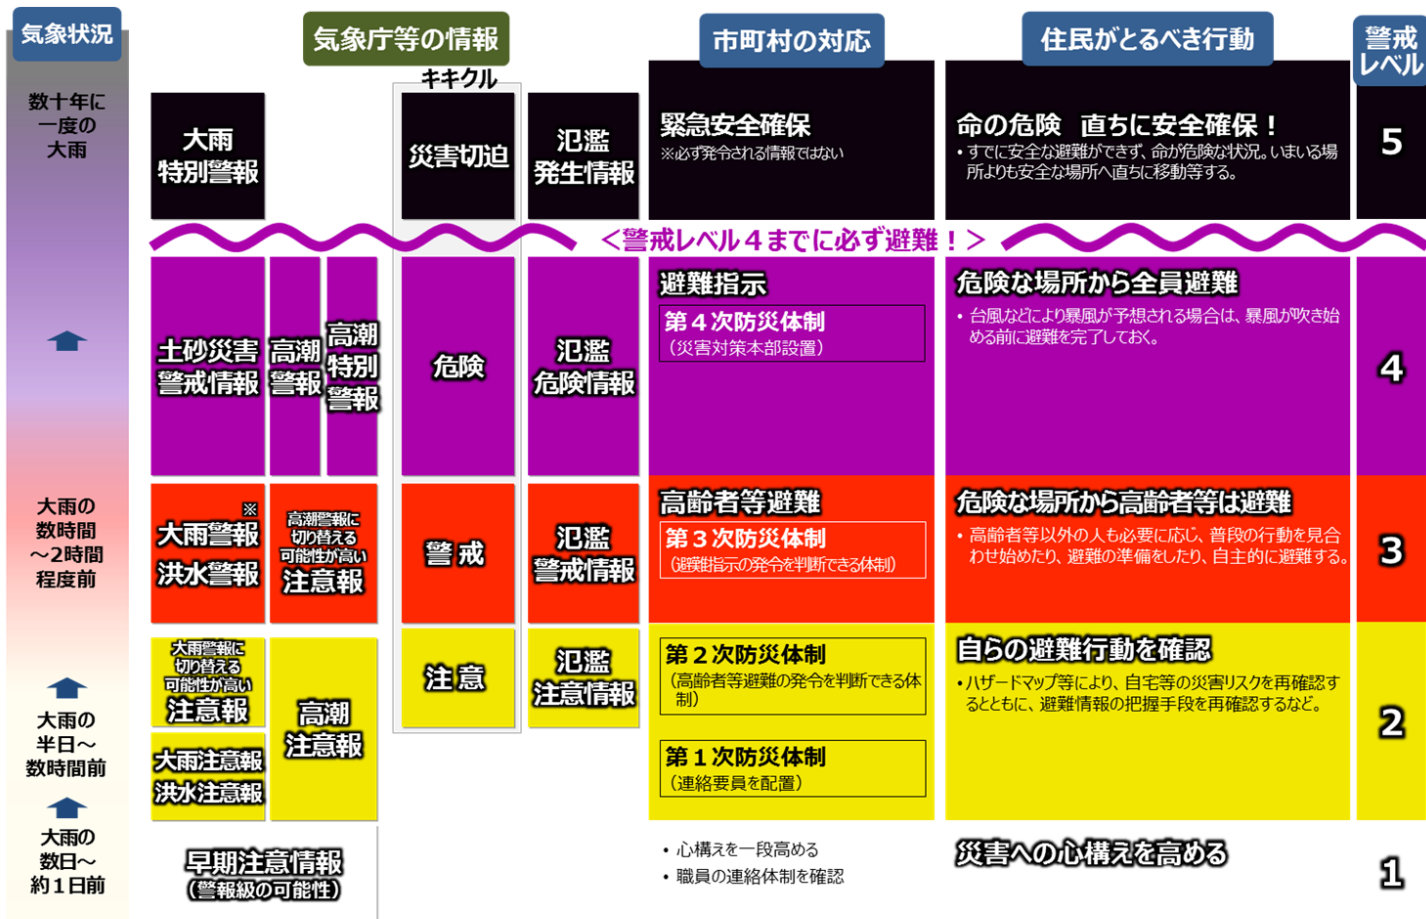 気象状況
気象庁等の情報
市町村の対応
住民がとるべき行動
警戒
レベル
キキクル
数十年に
一度の
大雨
大雨
特別警報
災害切迫
氾濫
発生情報
緊急安全確保
※必ず発令される情報ではない
命の危険 直ちに安全確保！
• すでに安全な避難ができず、命が危険な状況。いまいる場
所よりも安全な場所へ直ちに移動等する。
5
＜警戒レベル４までに必ず避難！＞
土砂災害
警戒情報
高潮
警報
高潮
特別
警報
危険
氾濫
危険情報
避難指示
第４次防災体制
（災害対策本部設置）
危険な場所から全員避難
• 台風などにより暴風が予想される場合は、暴風が吹き始
める前に避難を完了しておく。
4
大雨の
数時間
～2時間
程度前
※
大雨警報
洪水警報
高潮警報に
切り替える
可能性が高い
注意報
警戒
氾濫
警戒情報
高齢者等避難
第３次防災体制
（避難指示の発令を判断できる体制）
危険な場所から高齢者等は避難
• 高齢者等以外の人も必要に応じ、普段の行動を見合
わせ始めたり、避難の準備をしたり、自主的に避難する。
3
大雨の
半日～
数時間前
大雨警報に
切り替える
可能性が高い
注意報
大雨注意報
洪水注意報
高潮
注意報
注意
氾濫
注意情報
第２次防災体制
（高齢者等避難の発令を判断できる体
制）
第１次防災体制
（連絡要員を配置）
自らの避難行動を確認
• ハザードマップ等により、自宅等の災害リスクを再確認す
るとともに、避難情報の把握手段を再確認するなど。
2
大雨の
数日～
約１日前
早期注意情報
（警報級の可能性）
• 心構えを一段高める
• 職員の連絡体制を確認
災害への心構えを高める
1